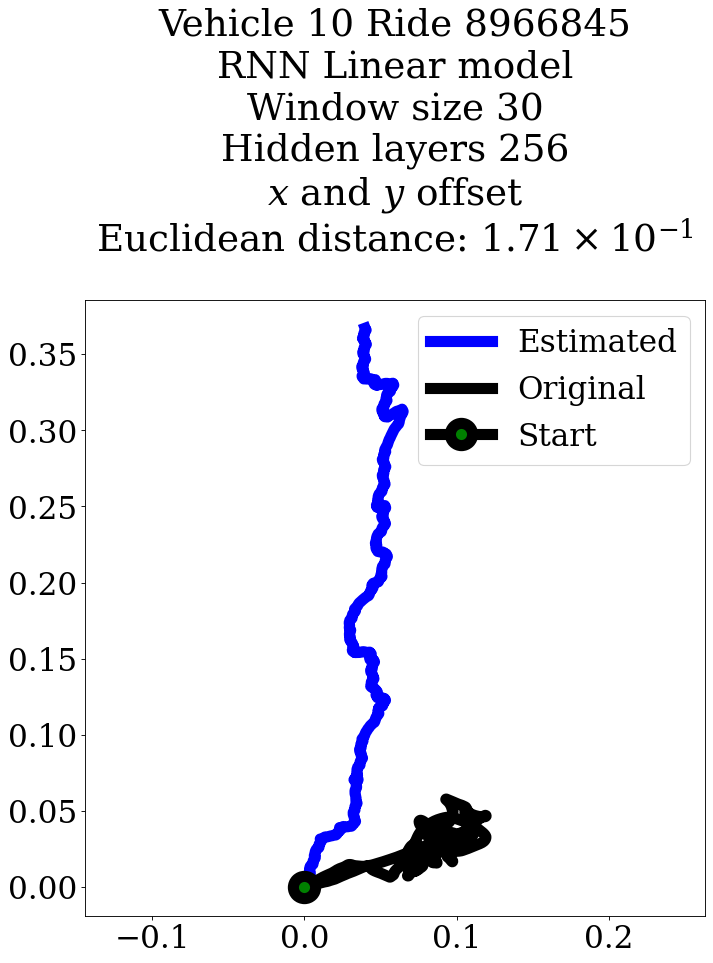 Vehicle 10 Ride 8966845
RNN Linear model
Window size 30
Hidden layers 256
x and y offset
Euclidean distance: 1.71 × 10⁻¹
Estimated
Original
Start
0.35
0.30
0.25
0.20
0.15
0.10
0.05
0.00
−0.1 0.0 0.1 0.2